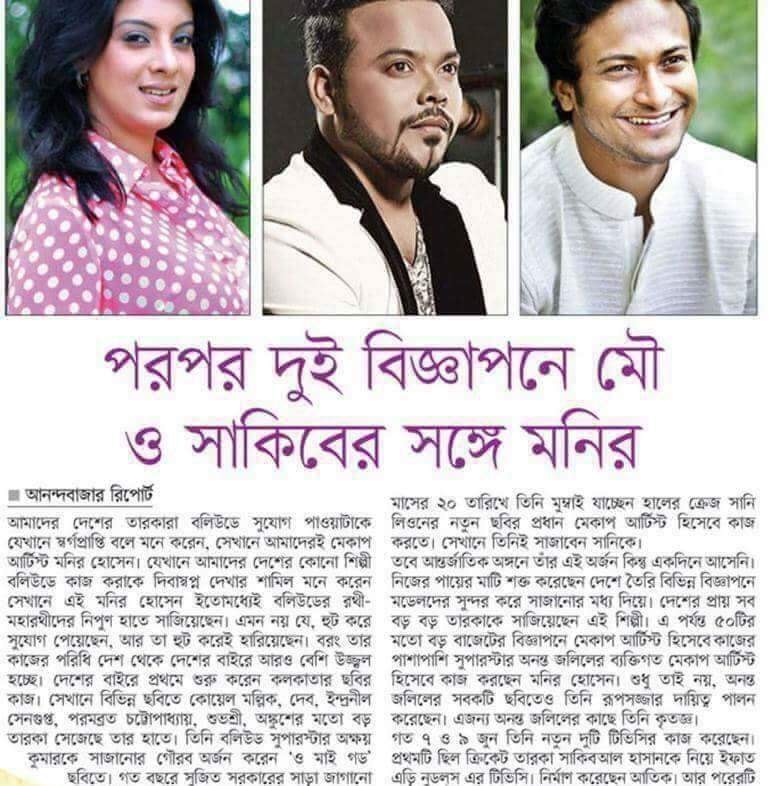 পরপর দুই বিজ্ঞাপনে মৌ
ও সাকিবের সঙ্গে মনির
আনন্দবাজার রিপোর্ট
আমাদের দেশের তারকারা বলিউডে সুযোগ পাওয়াটাকে
যেখানে স্বর্গপ্রাপ্তি বলে মনে করেন, সেখানে আমাদেরই মেকাপ
আর্টিস্ট মনির হোসেন। যেখানে আমাদের দেশের কোনো শিল্পী
বলিউডে কাজ করাকে দিবাস্বপ্ন দেখার শামিল মনে করেন
সেখানে এই মনির হোসেন ইতোমধ্যেই বলিউডের রথী-
মহারথীদের নিপুণ হাতে সাজিয়েছেন। এমন নয় যে, হুট করে
সুযোগ পেয়েছেন, আর তা হুট করেই হারিয়েছেন। বরং তার
কাজের পরিধি দেশ থেকে দেশের বাইরে আরও বেশি উজ্জ্বল
হচ্ছে। দেশের বাইরে প্রথমে শুরু করেন কলকাতার ছবির
কাজ। সেখানে বিভিন্ন ছবিতে কোয়েল মল্লিক, দেব, ইন্দ্রনীল
সেনগুপ্ত, পরমব্রত চট্টোপাধ্যায়, শুভশ্রী, অঙ্কুশের মতো বড়
তারকা সেজেছে তার হাতে। তিনি বলিউড সুপারস্টার অক্ষয়
কুমারকে সাজানোর গৌরব অর্জন করেন ‘ও মাই গড’
ছবিতে। গত বছরে সুজিত সরকারের সাড়া জাগানো
মাসের ২০ তারিখে তিনি মুম্বাই যাচ্ছেন হালের ক্রেজ সানি
লিওনের নতুন ছবির প্রধান মেকাপ আর্টিস্ট হিসেবে কাজ
করতে। সেখানে তিনিই সাজাবেন সানিকে।
তবে আন্তর্জাতিক অঙ্গনে তাঁর এই অর্জন কিন্তু একদিনে আসেনি।
নিজের পায়ের মাটি শক্ত করেছেন দেশে তৈরি বিভিন্ন বিজ্ঞাপনে
মডেলদের সুন্দর করে সাজানোর মধ্য দিয়ে। দেশের প্রায় সব
বড় বড় তারকাকে সাজিয়েছেন এই শিল্পী। এ পর্যন্ত ৫০টির
মতো বড় বাজেটের বিজ্ঞাপনে মেকাপ আর্টিস্ট হিসেবে কাজের
পাশাপাশি সুপারস্টার অনন্ত জলিলের ব্যক্তিগত মেকাপ আর্টিস্ট
হিসেবে কাজ করছেন মনির হোসেন। শুধু তাই নয়, অনন্ত
জলিলের সবকটি ছবিতেও তিনি রূপসজ্জার দায়িত্ব পালন
করেছেন। এজন্য অনন্ত জলিলের কাছে তিনি কৃতজ্ঞ।
গত ৭ ও ৯ জুন তিনি নতুন দুটি টিভিসির কাজ করেছেন।
প্রথমটি ছিল ক্রিকেট তারকা সাকিবআল হাসানকে নিয়ে ইফাত
এড়ি নুডলস এর টিভিসি। নির্মাণ করেছেন আতিক। আর পরেরটি